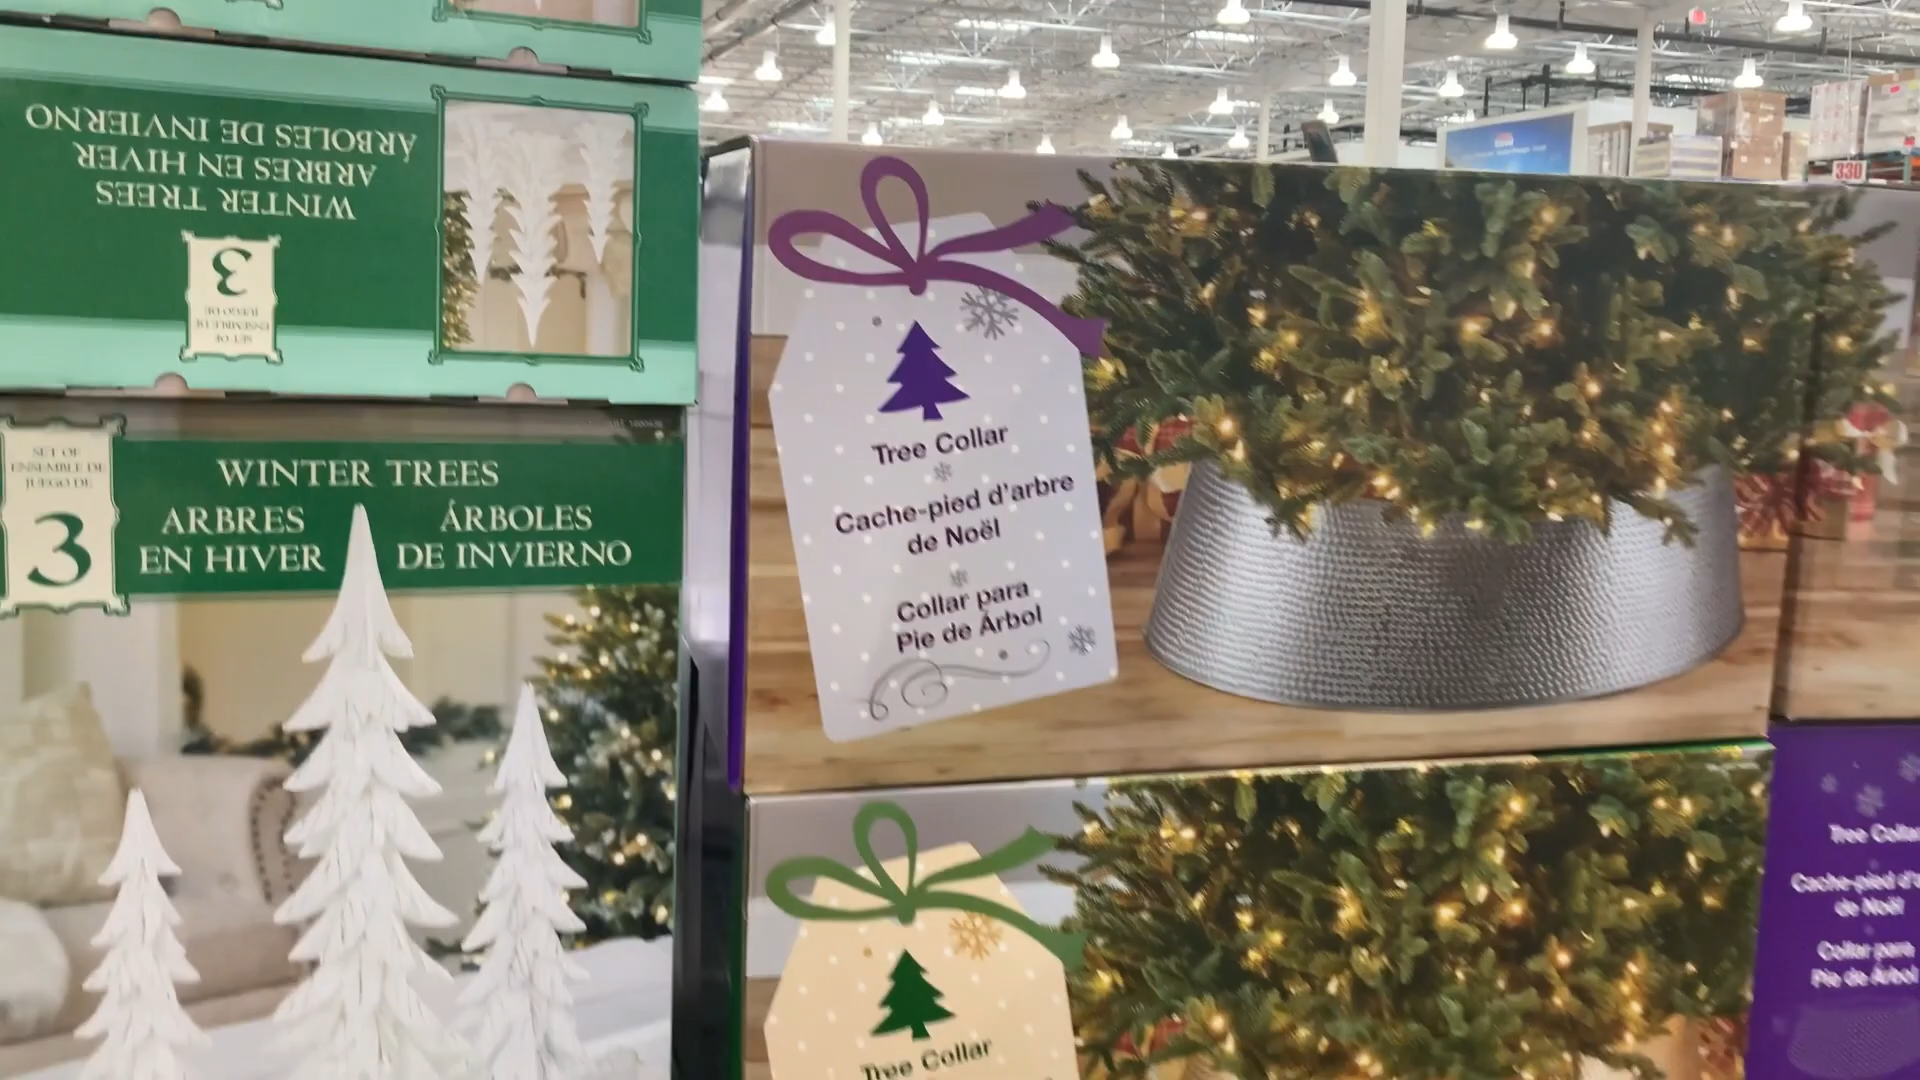 ÁRBOLES DE INVIERNO
ARBRES EN HIVER
WINTER TREES
3
SET OF
ENSEMBLE DE
JUEGO DE
SET OF
ENSEMBLE DE
JUEGO DE
3
WINTER TREES
ARBRES
EN HIVER
ÁRBOLES
DE INVIERNO
Tree Collar
Cache-pied d'arbre
de Noël
Collar para
Pie de Árbol
Tree Collar
330
Tree Colla
Cache-pied d'a
de Noël
Collar para
Pie de Árbol